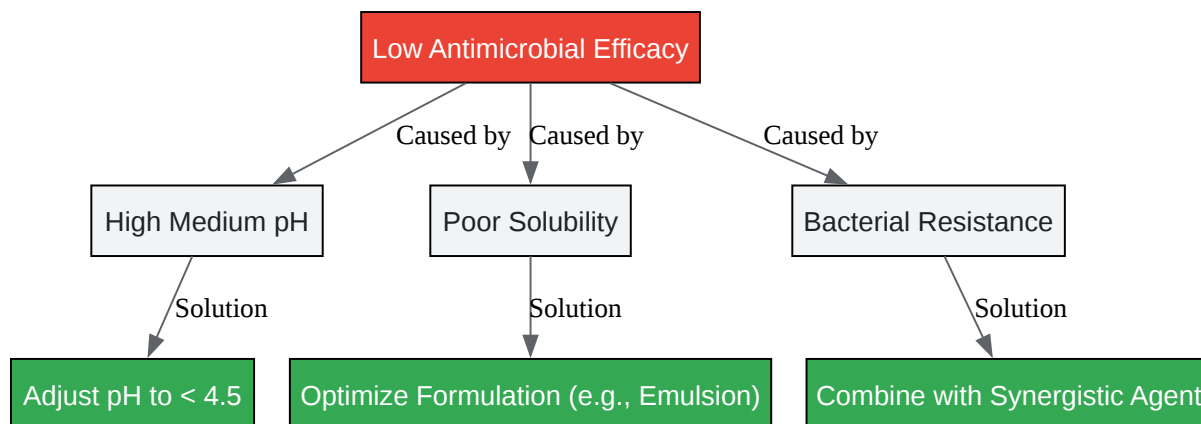 Low Antimicrobial Efficacy
Caused by
Caused by
Caused by
High Medium pH
Poor Solubility
Bacterial Resistance
Solution
Solution
Solution
Adjust pH to < 4.5
Optimize Formulation (e.g., Emulsion)
Combine with Synergistic Agent